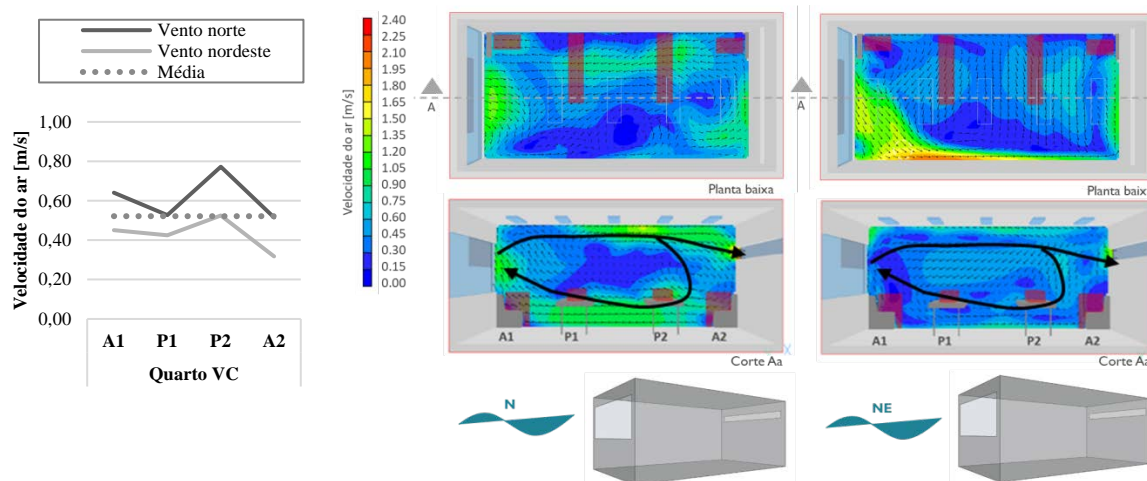 Vento norte
Vento nordeste
Média
Velocidade do ar [m/s]
1,00
0,80
0,60
0,40
0,20
0,00
A1 P1 P2 A2
Quarto VC
Velocidade do ar [m/s]
2.40
2.25
2.10
1.95
1.80
1.65
1.50
1.35
1.20
1.05
0.90
0.75
0.60
0.45
0.30
0.15
0.00
A
Planta baixa
A1 P1 P2 A2
X
Corte Aa
N
A
Planta baix
A1 P1 P2 A2
Corte Aa
NE